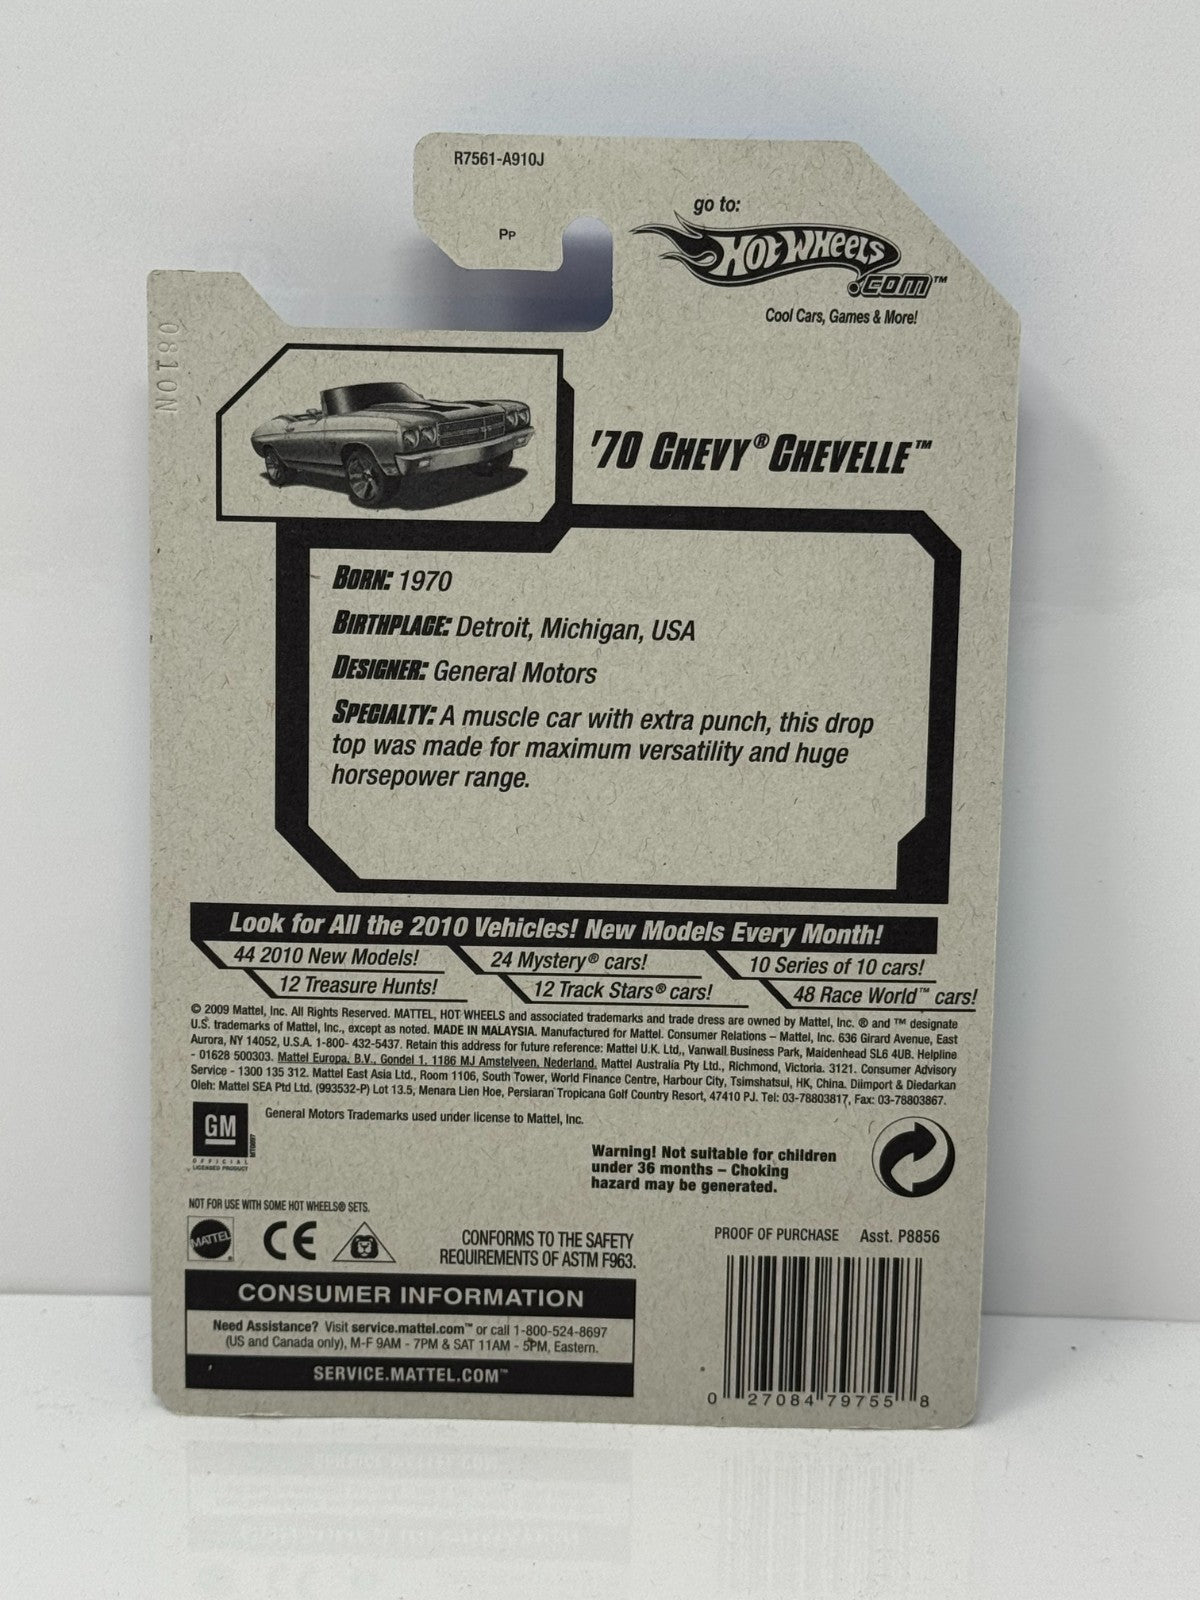 R7561-A910J
PP
go to:
HOT WHEELS
.COM™
Cool Cars, Games & More!
0810N
'70 CHEVY® CHEVELLE™
BORN: 1970
BIRTHPLACE: Detroit, Michigan, USA
DESIGNER: General Motors
SPECIALTY: A muscle car with extra punch, this drop
top was made for maximum versatility and huge
horsepower range.
Look for All the 2010 Vehicles! New Models Every Month!
44 2010 New Models! 24 Mystery® cars! 10 Series of 10 cars!
12 Treasure Hunts! 12 Track Stars® cars! 48 Race World™ cars!
© 2009 Mattel, Inc. All Rights Reserved. MATTEL, HOT WHEELS and associated trademarks and trade dress are owned by Mattel, Inc. ® and ™ designate
U.S. trademarks of Mattel, Inc., except as noted. MADE IN MALAYSIA. Manufactured for Mattel. Consumer Relations – Mattel, Inc. 636 Girard Avenue, East
Aurora, NY 14052, U.S.A. 1-800- 432-5437. Retain this address for future reference: Mattel U.K. Ltd., Vanwall Business Park, Maidenhead SL6 4UB. Helpline
- 01628 500303. Mattel Europa, B.V., Gondel 1, 1186 MJ Amstelveen, Nederland. Mattel Australia Pty Ltd., Richmond, Victoria. 3121. Consumer Advisory
Service - 1300 135 312. Mattel East Asia Ltd., Room 1106, South Tower, World Finance Centre, Harbour City, Tsimshatsui, HK, China. Diimport & Diedarkan
Oleh: Mattel SEA Ptd Ltd. (993532-P) Lot 13.5, Menara Lien Hoe, Persiaran Tropicana Golf Country Resort, 47410 PJ. Tel: 03-78803817, Fax: 03-78803867.
GM
OFFICIAL
LICENSED PRODUCT
General Motors Trademarks used under license to Mattel, Inc.
Warning! Not suitable for children
under 36 months – Choking
hazard may be generated.
NOT FOR USE WITH SOME HOT WHEELS® SETS.
MATTEL®
CE
CONFORMS TO THE SAFETY
REQUIREMENTS OF ASTM F963.
PROOF OF PURCHASE Asst. P8856
CONSUMER INFORMATION
Need Assistance? Visit service.mattel.com™ or call 1-800-524-8697
(US and Canada only), M-F 9AM - 7PM & SAT 11AM - 5PM, Eastern.
SERVICE.MATTEL.COM™
0 27084 79755 8